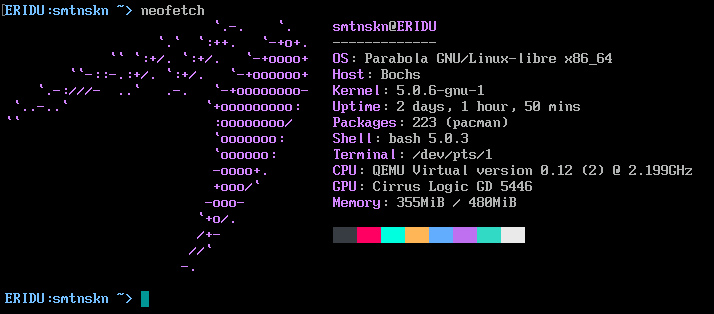 ERIDU:smtnskn ~> neofetch
smtnskn@ERIDU
-------------
OS: Parabola GNU/Linux-libre x86_64
Host: Bochs
Kernel: 5.0.6-gnu-1
Uptime: 2 days, 1 hour, 50 mins
Packages: 223 (pacman)
Shell: bash 5.0.3
Terminal: /dev/pts/1
CPU: QEMU Virtual version 0.12 (2) @ 2.199GHz
GPU: Cirrus Logic GD 5446
Memory: 355MiB / 480MiB
ERIDU:smtnskn ~>